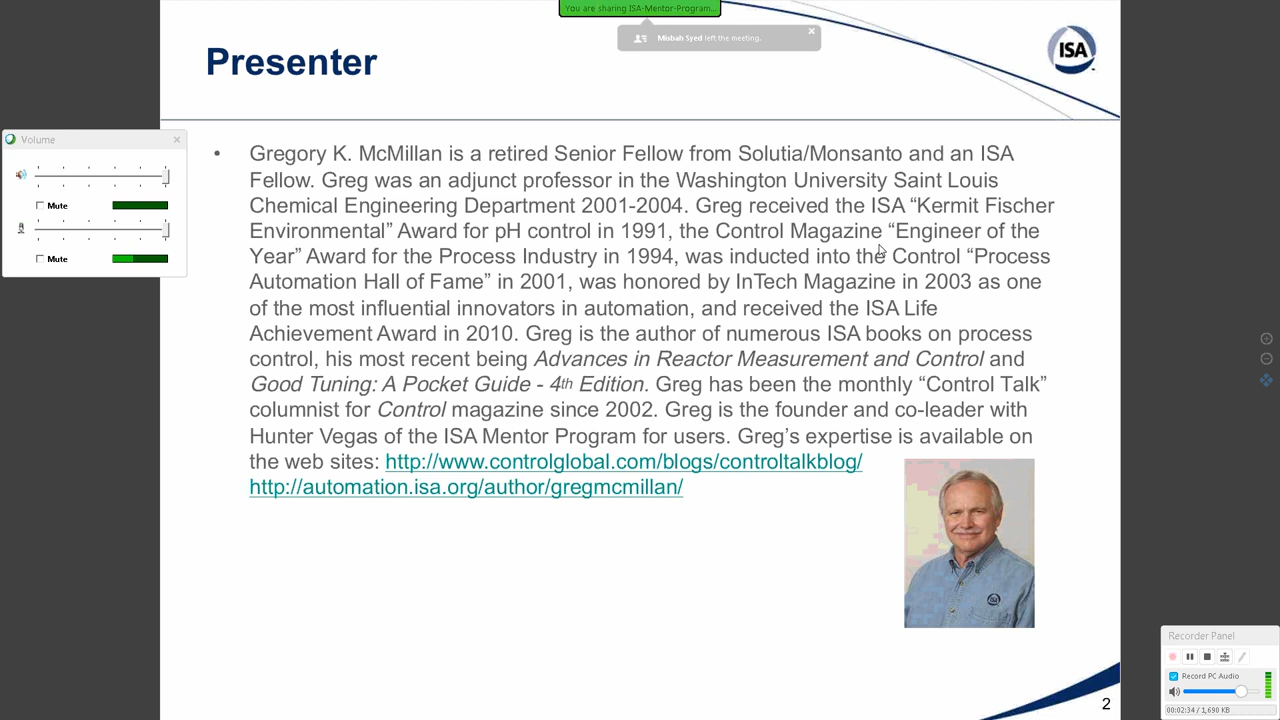 You are sharing ISA-Mentor-Program...
Misbah Syed left the meeting.
Presenter
ISA
Volume
Mute
Mute
• Gregory K. McMillan is a retired Senior Fellow from Solutia/Monsanto and an ISA
Fellow. Greg was an adjunct professor in the Washington University Saint Louis
Chemical Engineering Department 2001-2004. Greg received the ISA “Kermit Fischer
Environmental” Award for pH control in 1991, the Control Magazine “Engineer of the
Year” Award for the Process Industry in 1994, was inducted into the Control “Process
Automation Hall of Fame” in 2001, was honored by InTech Magazine in 2003 as one
of the most influential innovators in automation, and received the ISA Life
Achievement Award in 2010. Greg is the author of numerous ISA books on process
control, his most recent being Advances in Reactor Measurement and Control and
Good Tuning: A Pocket Guide - 4th Edition. Greg has been the monthly “Control Talk”
columnist for Control magazine since 2002. Greg is the founder and co-leader with
Hunter Vegas of the ISA Mentor Program for users. Greg’s expertise is available on
the web sites: http://www.controlglobal.com/blogs/controltalkblog/
http://automation.isa.org/author/gregmcmillan/
ISA
Recorder Panel
Record PC Audio
00:02:34 / 1,690 KB
2